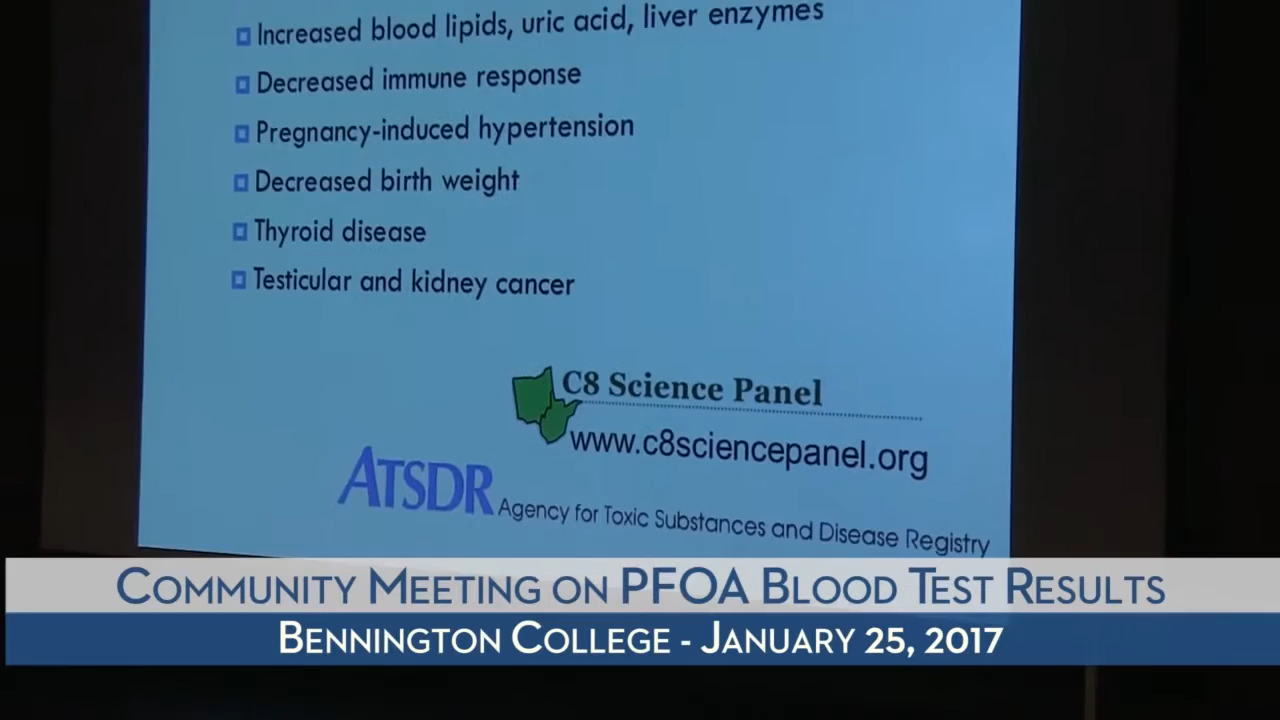 Increased blood lipids, uric acid, liver enzymes
Decreased immune response
Pregnancy-induced hypertension
Decreased birth weight
Thyroid disease
Testicular and kidney cancer
C8 Science Panel
www.c8sciencepanel.org
ATSDR Agency for Toxic Substances and Disease Registry
COMMUNITY MEETING ON PFOA BLOOD TEST RESULTS
BENNINGTON COLLEGE - JANUARY 25, 2017